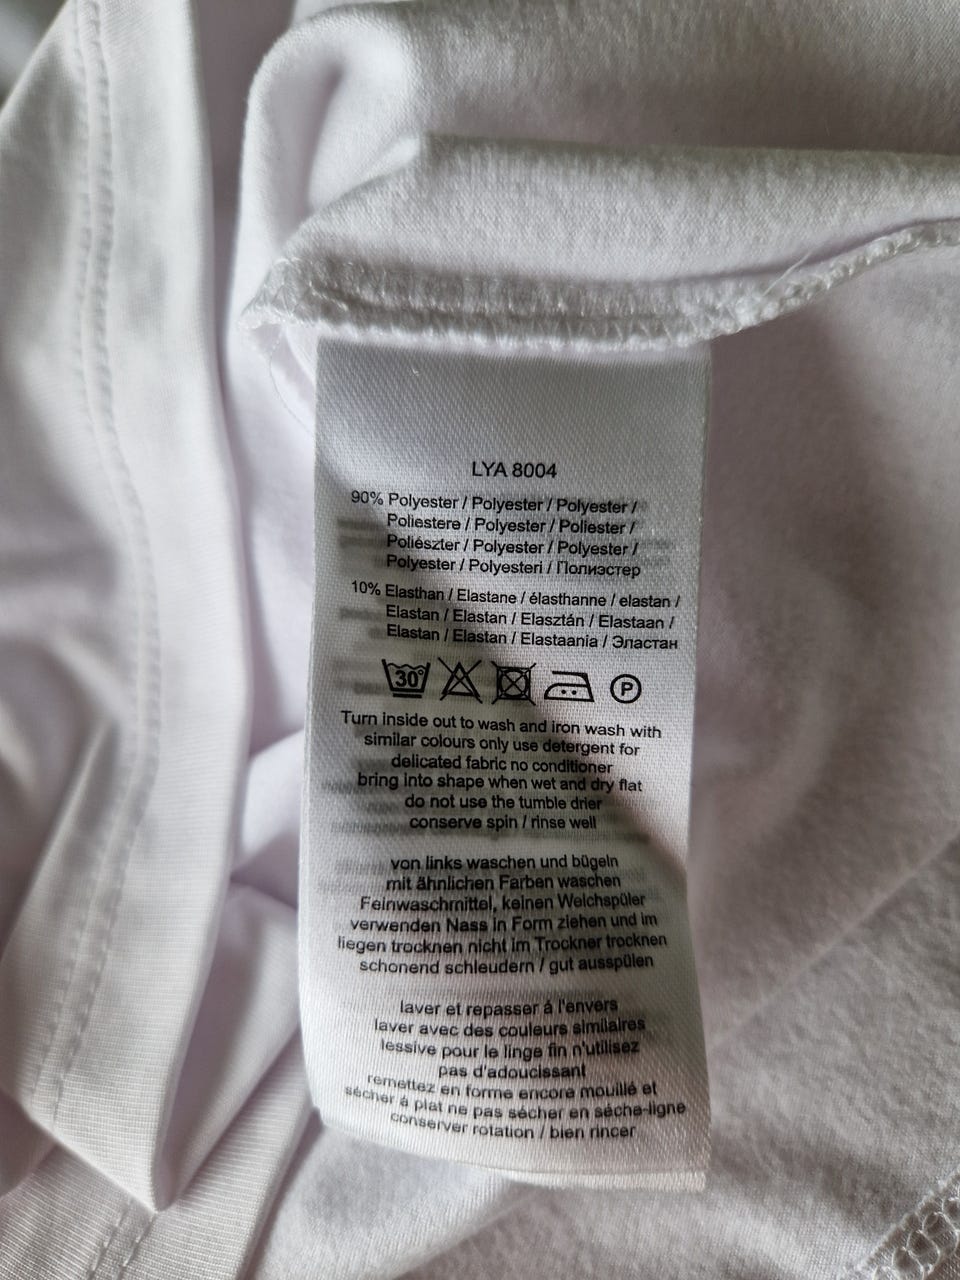 LYA 8004
90% Polyester / Polyester / Polyester /
Poliestere / Polyester / Poliester /
Poliészter / Polyester / Polyester /
Polyester / Polyesteri / Полиэстер
10% Elasthan / Elastane / élasthanne / elastan /
Elastan / Elastan / Elasztán / Elastaan /
Elastan / Elastan / Elastaania / Эластан
30° P
Turn inside out to wash and iron wash with
similar colours only use detergent for
delicated fabric no conditioner
bring into shape when wet and dry flat
do not use the tumble drier
conserve spin / rinse well
von links waschen und bügeln
mit ähnlichen Farben waschen
Feinwaschmittel, keinen Weichspüler
verwenden Nass in Form ziehen und im
liegen trocknen nicht im Trockner trocknen
schonend schleudern / gut ausspülen
laver et repasser á l'envers
laver avec des couleurs similaires
lessive pour le linge fin n'utilisez
pas d'adoucissant
remettez en forme encore mouillé et
sécher á plat ne pas sécher en séche-ligne
conserver rotation / bien rincer